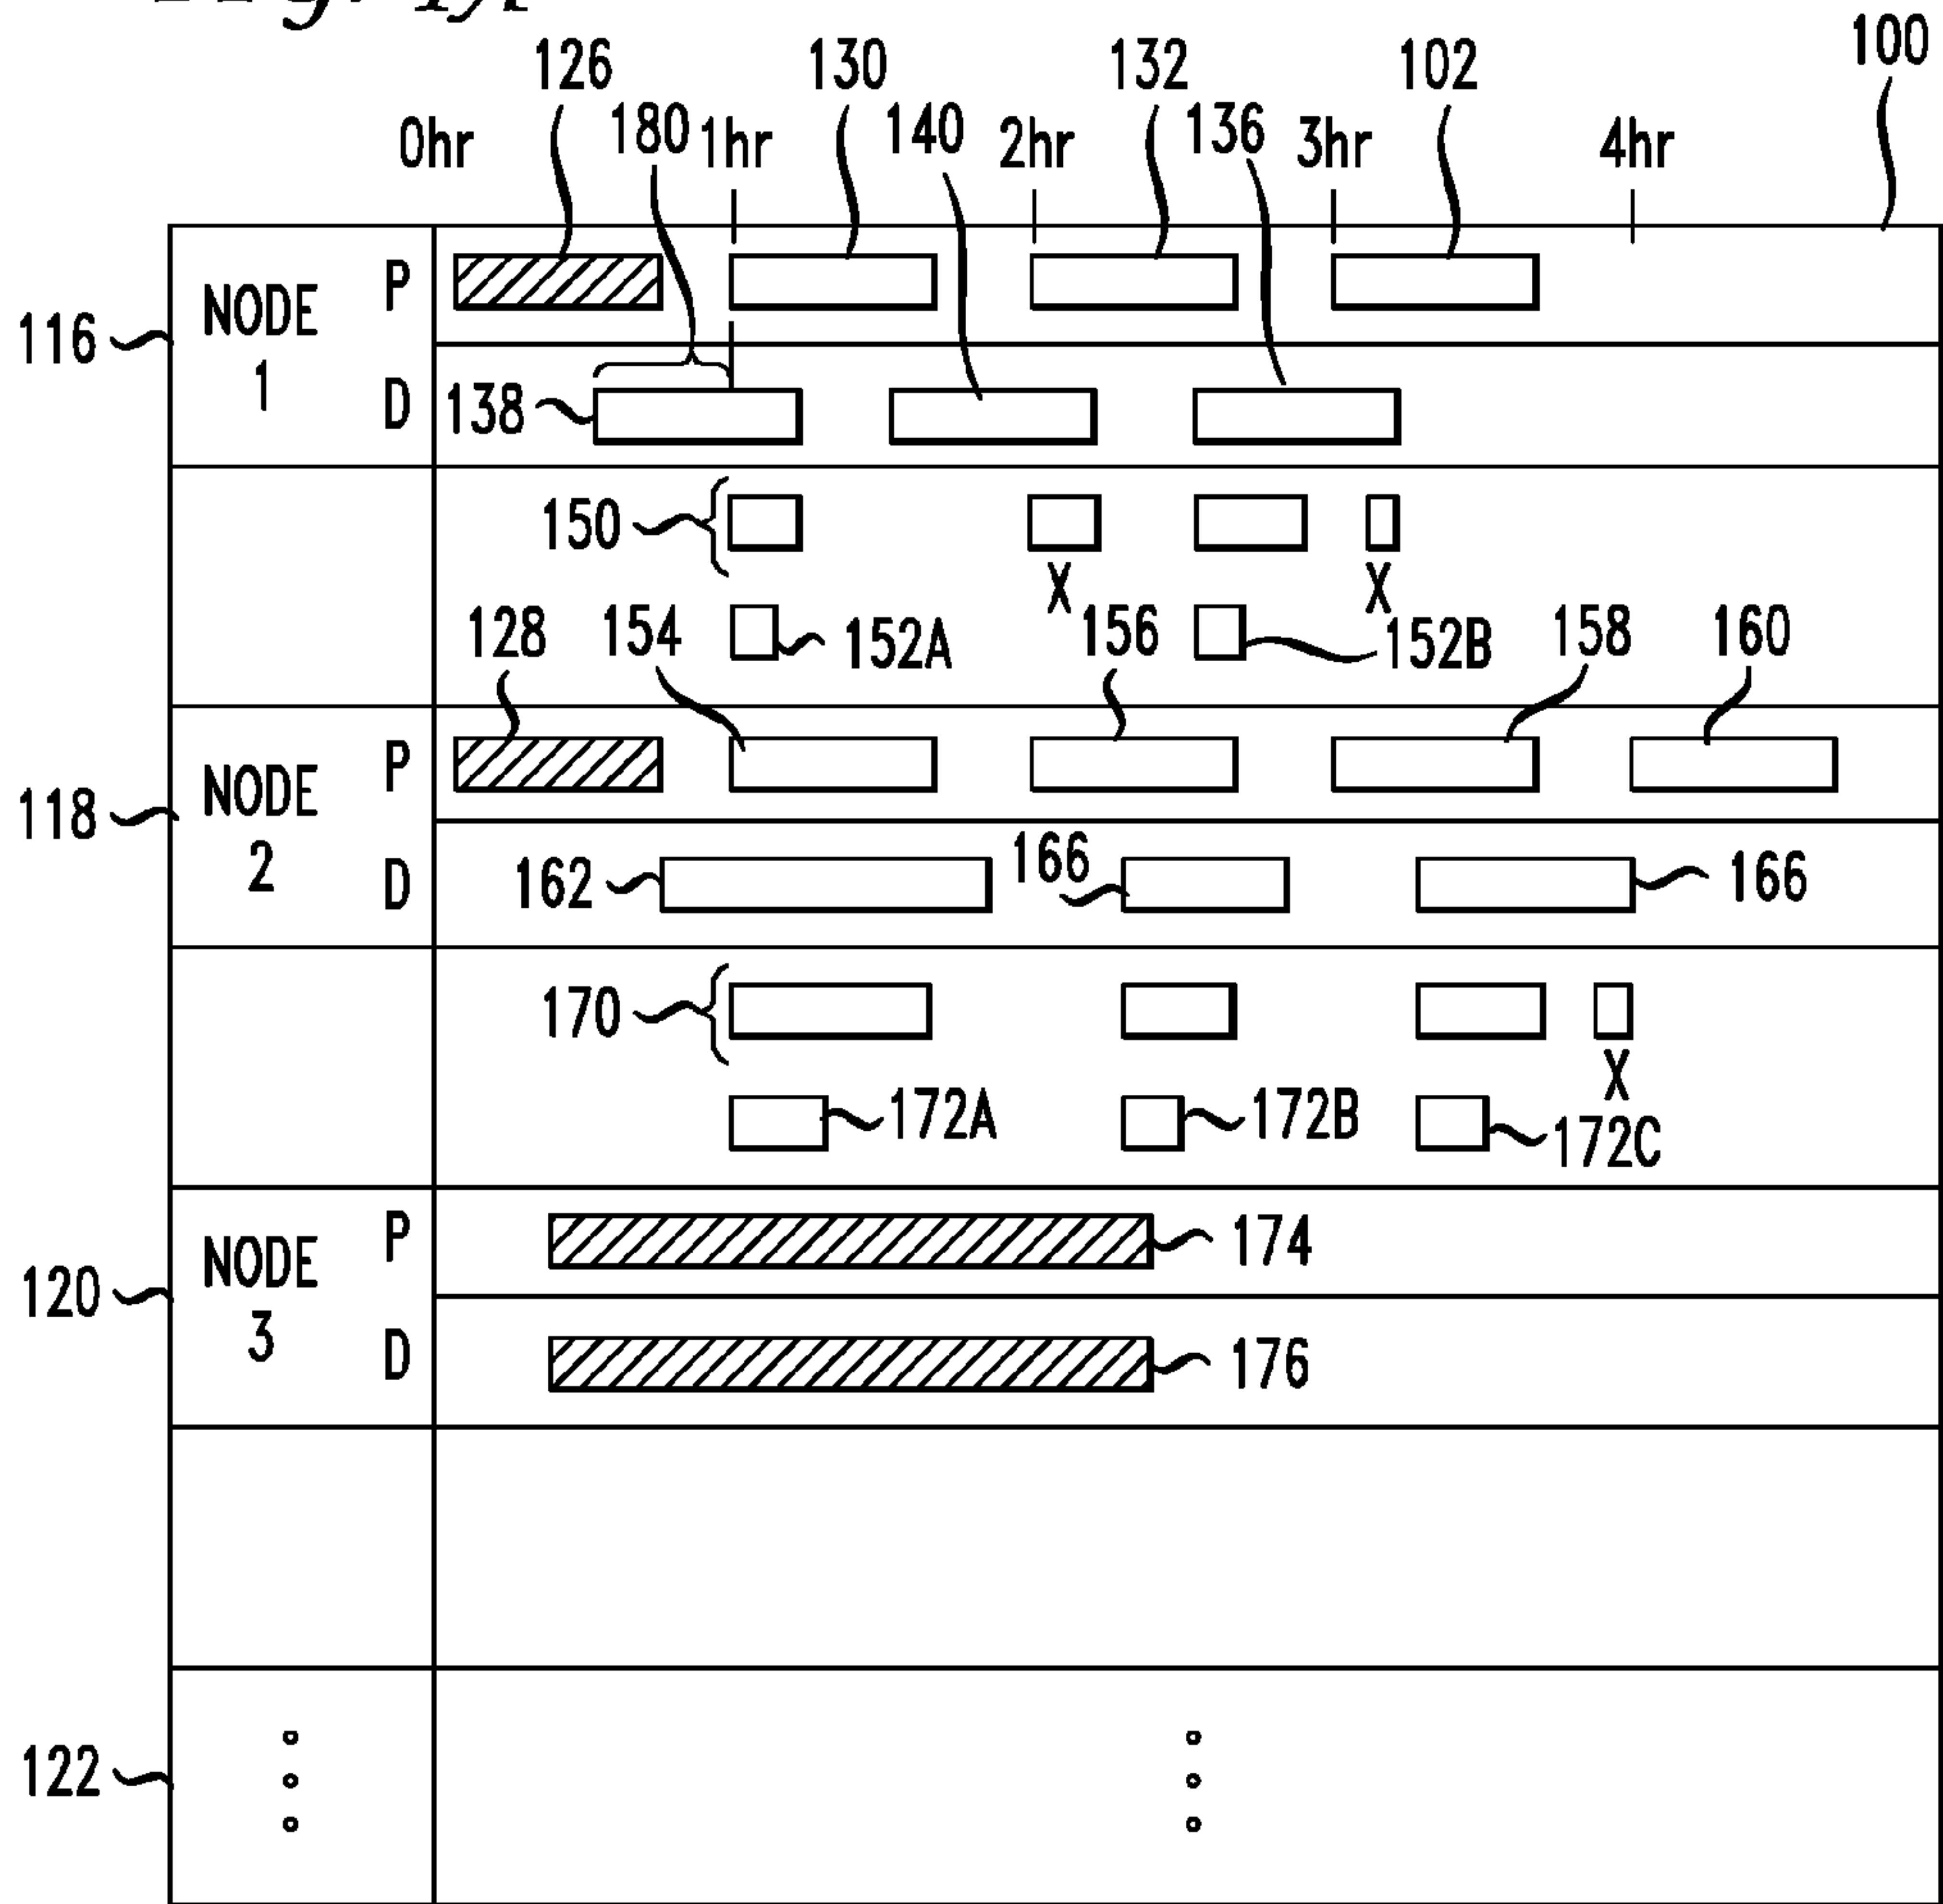 126 130 132 102 100
0hr 180 1hr 140 2hr 136 3hr 4hr
116 NODE 1 P
D 138
150
X X
128 154 152A 156 152B 158 160
118 NODE 2 P
D 162 166 166
170
X
172A 172B 172C
120 NODE 3 P 174
D 176
122